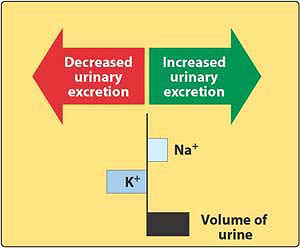 Decreased
urinary
excretion
Increased
urinary
excretion
Na⁺
K⁺
Volume of
urine